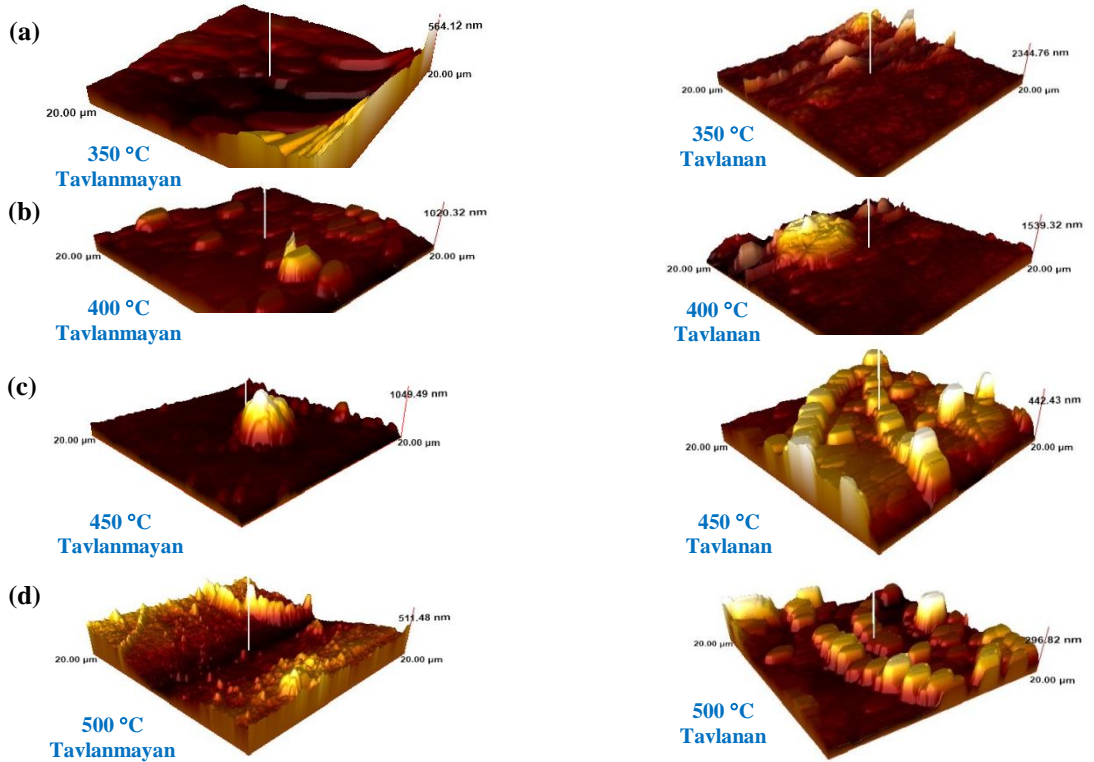 (a)
564.12 nm
20.00 µm
20.00 µm
350 °C
Tavlanmayan
2344.76 nm
20.00 µm
20.00 µm
350 °C
Tavlanan
(b)
1020.32 nm
20.00 µm
20.00 µm
400 °C
Tavlanmayan
1539.32 nm
20.00 µm
20.00 µm
400 °C
Tavlanan
(c)
1049.49 nm
20.00 µm
20.00 µm
450 °C
Tavlanmayan
442.43 nm
20.00 µm
20.00 µm
450 °C
Tavlanan
(d)
511.48 nm
20.00 µm
20.00 µm
500 °C
Tavlanmayan
296.82 nm
20.00 µm
20.00 µm
500 °C
Tavlanan